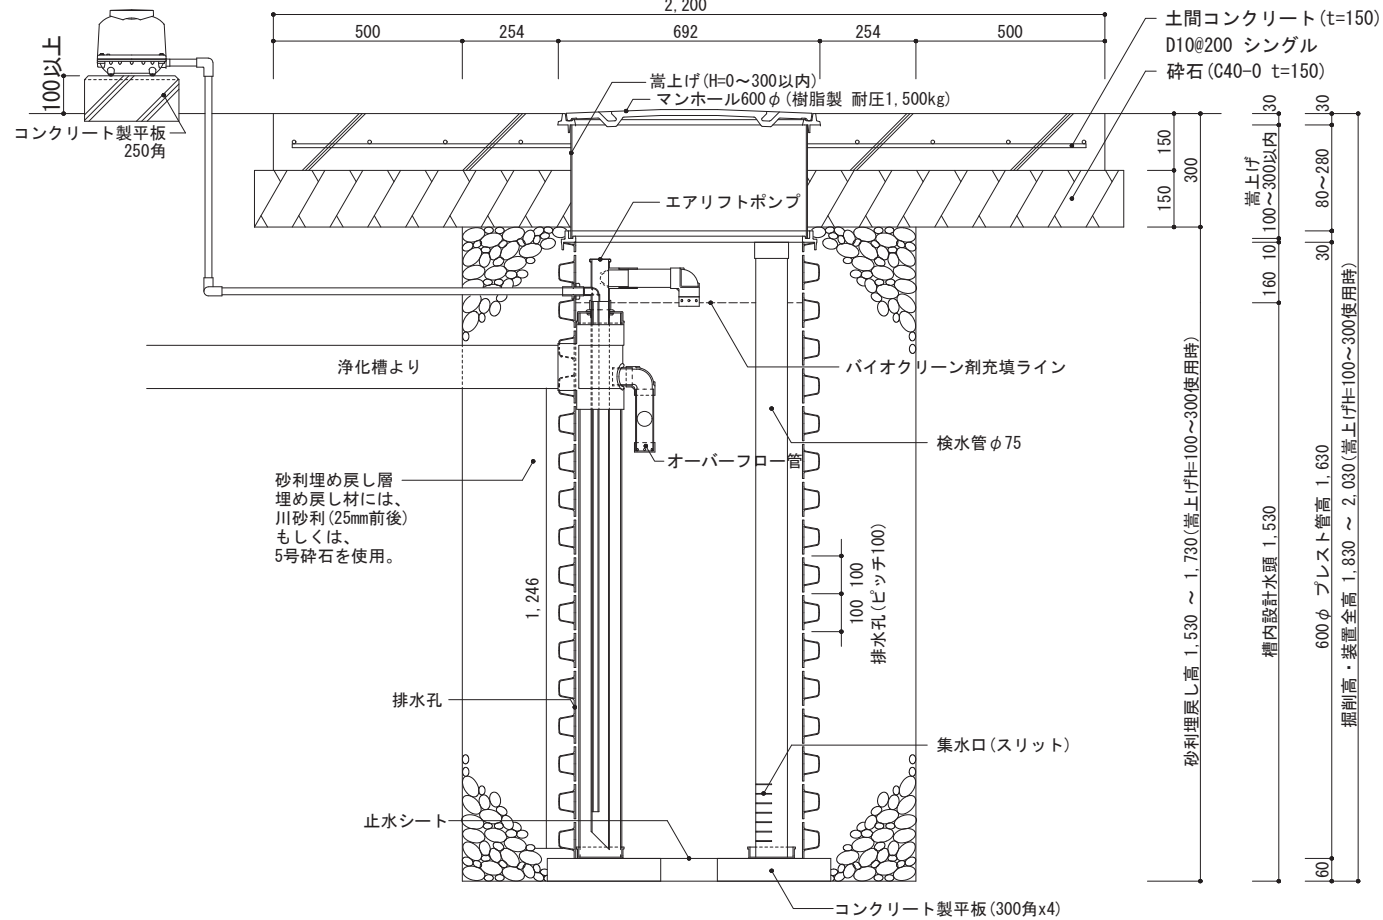 2,200
500
254
692
254
500
土間コンクリート(t=150)
D10@200 シングル
砕石(C40-0 t=150)
100以上
コンクリート製平板
250角
嵩上げ(H=0～300以内)
マンホール600φ(樹脂製 耐圧1,500kg)
エアリフトポンプ
浄化槽より
バイオクリーン剤充填ライン
検水管φ75
オーバーフロー管
砂利埋め戻し層
埋め戻し材には、
川砂利(25mm前後)
もしくは、
5号砕石を使用。
1,246
100
100
排水孔(ピッチ100)
排水孔
集水口(スリット)
止水シート
コンクリート製平板(300角x4)
150
150
300
砂利埋戻し高 1,530 ～ 1,730(嵩上げH=100～300使用時)
30
嵩上げ
100～300以内
10
160
槽内設計水頭 1,530
30
80～280
30
600φ プレスト管高 1,630
60
掘削高・装置全高 1,830 ～ 2,030(嵩上げH=100～300使用時)